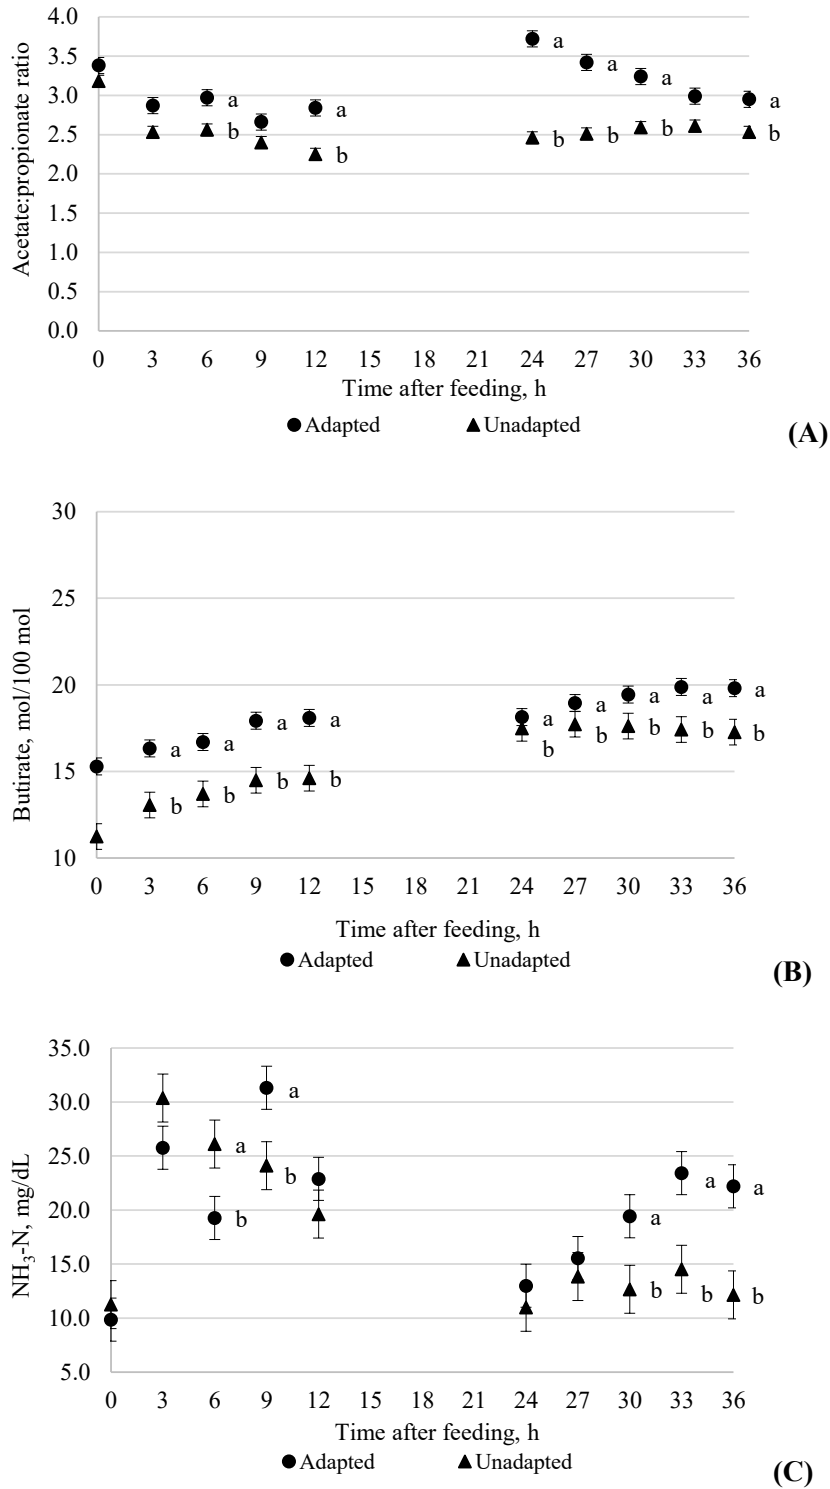 4.0
3.5
3.0
2.5
2.0
1.5
1.0
0.5
0.0
Acetate:propionate ratio
a a a a a a a
b b b b b b b b
0 3 6 9 12 15 18 21 24 27 30 33 36
Time after feeding, h
Adapted Unadapted
(A)
30
25
20
15
10
Butirate, mol/100 mol
a a a a a a a a a
b b b b b b b b b
0 3 6 9 12 15 18 21 24 27 30 33 36
Time after feeding, h
Adapted Unadapted
(B)
35.0
30.0
25.0
20.0
15.0
10.0
5.0
NH₃-N, mg/dL
a a a a a
b b b b b
0 3 6 9 12 15 18 21 24 27 30 33 36
Time after feeding, h
Adapted Unadapted
(C)